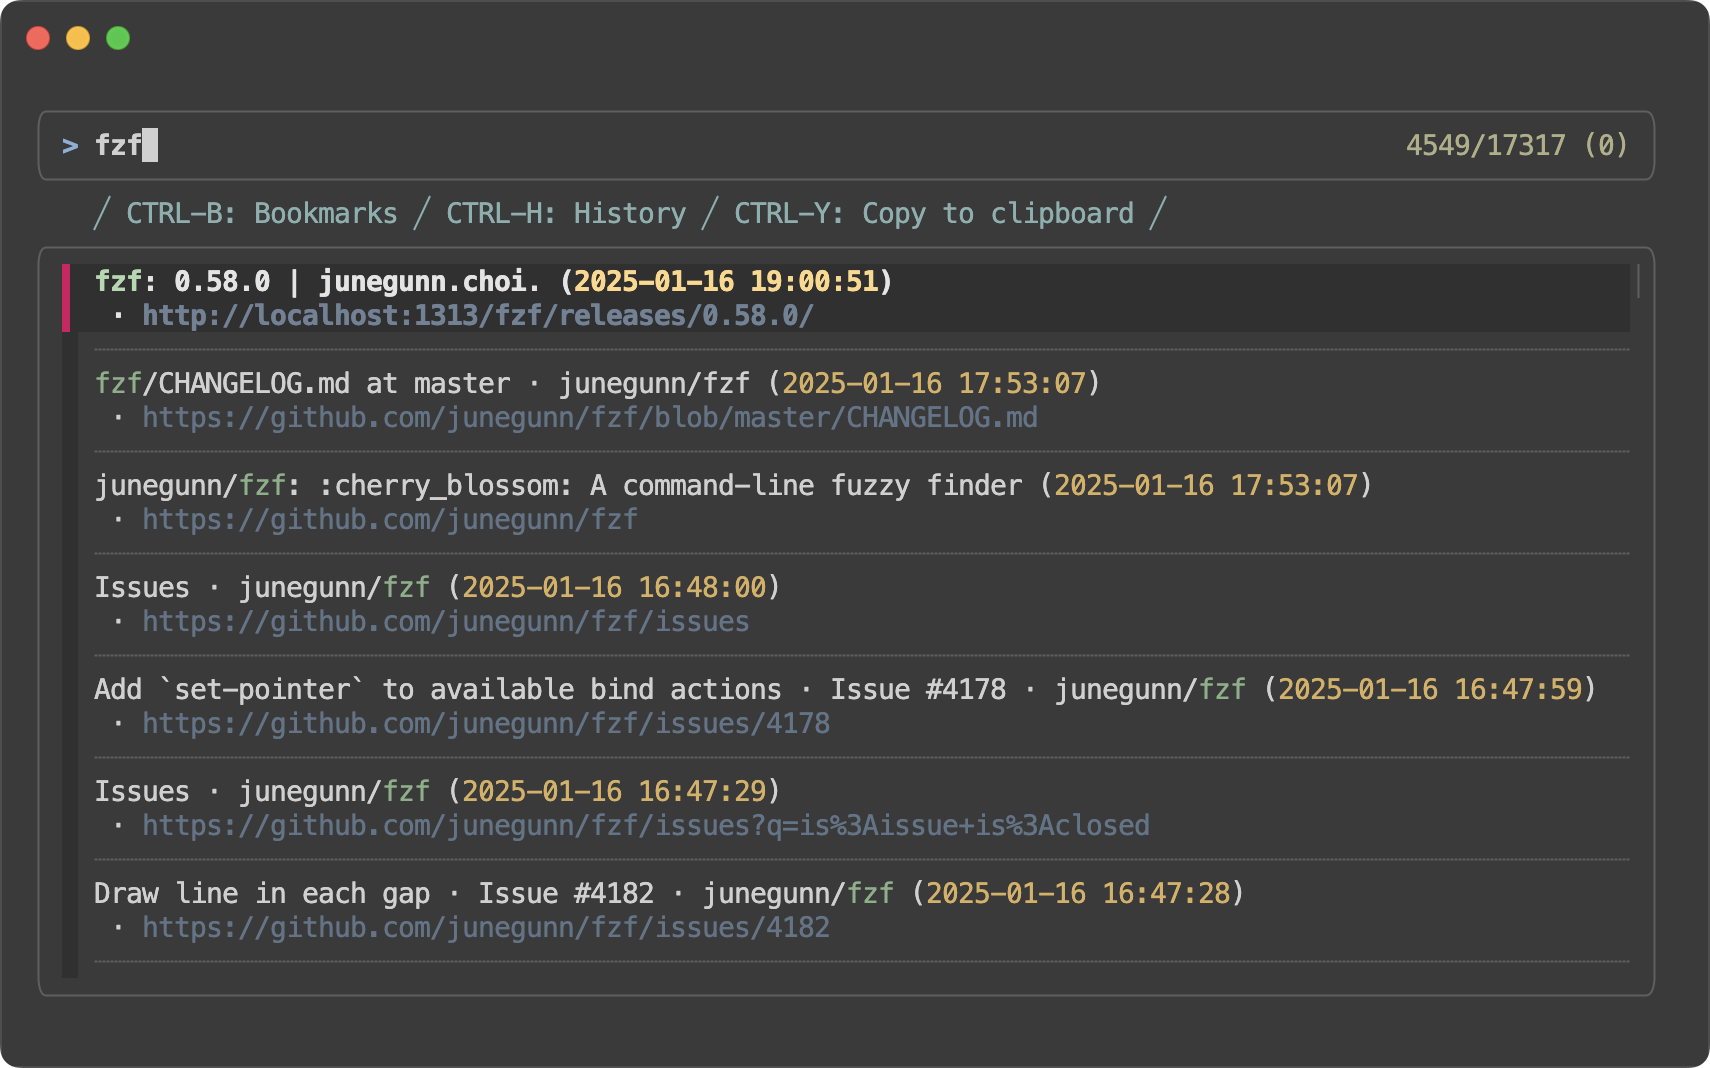 > fzf 4549/17317 (0)
╱ CTRL-B: Bookmarks ╱ CTRL-H: History ╱ CTRL-Y: Copy to clipboard ╱
fzf: 0.58.0 | junegunn.choi. (2025-01-16 19:00:51)
· http://localhost:1313/fzf/releases/0.58.0/
fzf/CHANGELOG.md at master · junegunn/fzf (2025-01-16 17:53:07)
· https://github.com/junegunn/fzf/blob/master/CHANGELOG.md
junegunn/fzf: :cherry_blossom: A command-line fuzzy finder (2025-01-16 17:53:07)
· https://github.com/junegunn/fzf
Issues · junegunn/fzf (2025-01-16 16:48:00)
· https://github.com/junegunn/fzf/issues
Add `set-pointer` to available bind actions · Issue #4178 · junegunn/fzf (2025-01-16 16:47:59)
· https://github.com/junegunn/fzf/issues/4178
Issues · junegunn/fzf (2025-01-16 16:47:29)
· https://github.com/junegunn/fzf/issues?q=is%3Aissue+is%3Aclosed
Draw line in each gap · Issue #4182 · junegunn/fzf (2025-01-16 16:47:28)
· https://github.com/junegunn/fzf/issues/4182